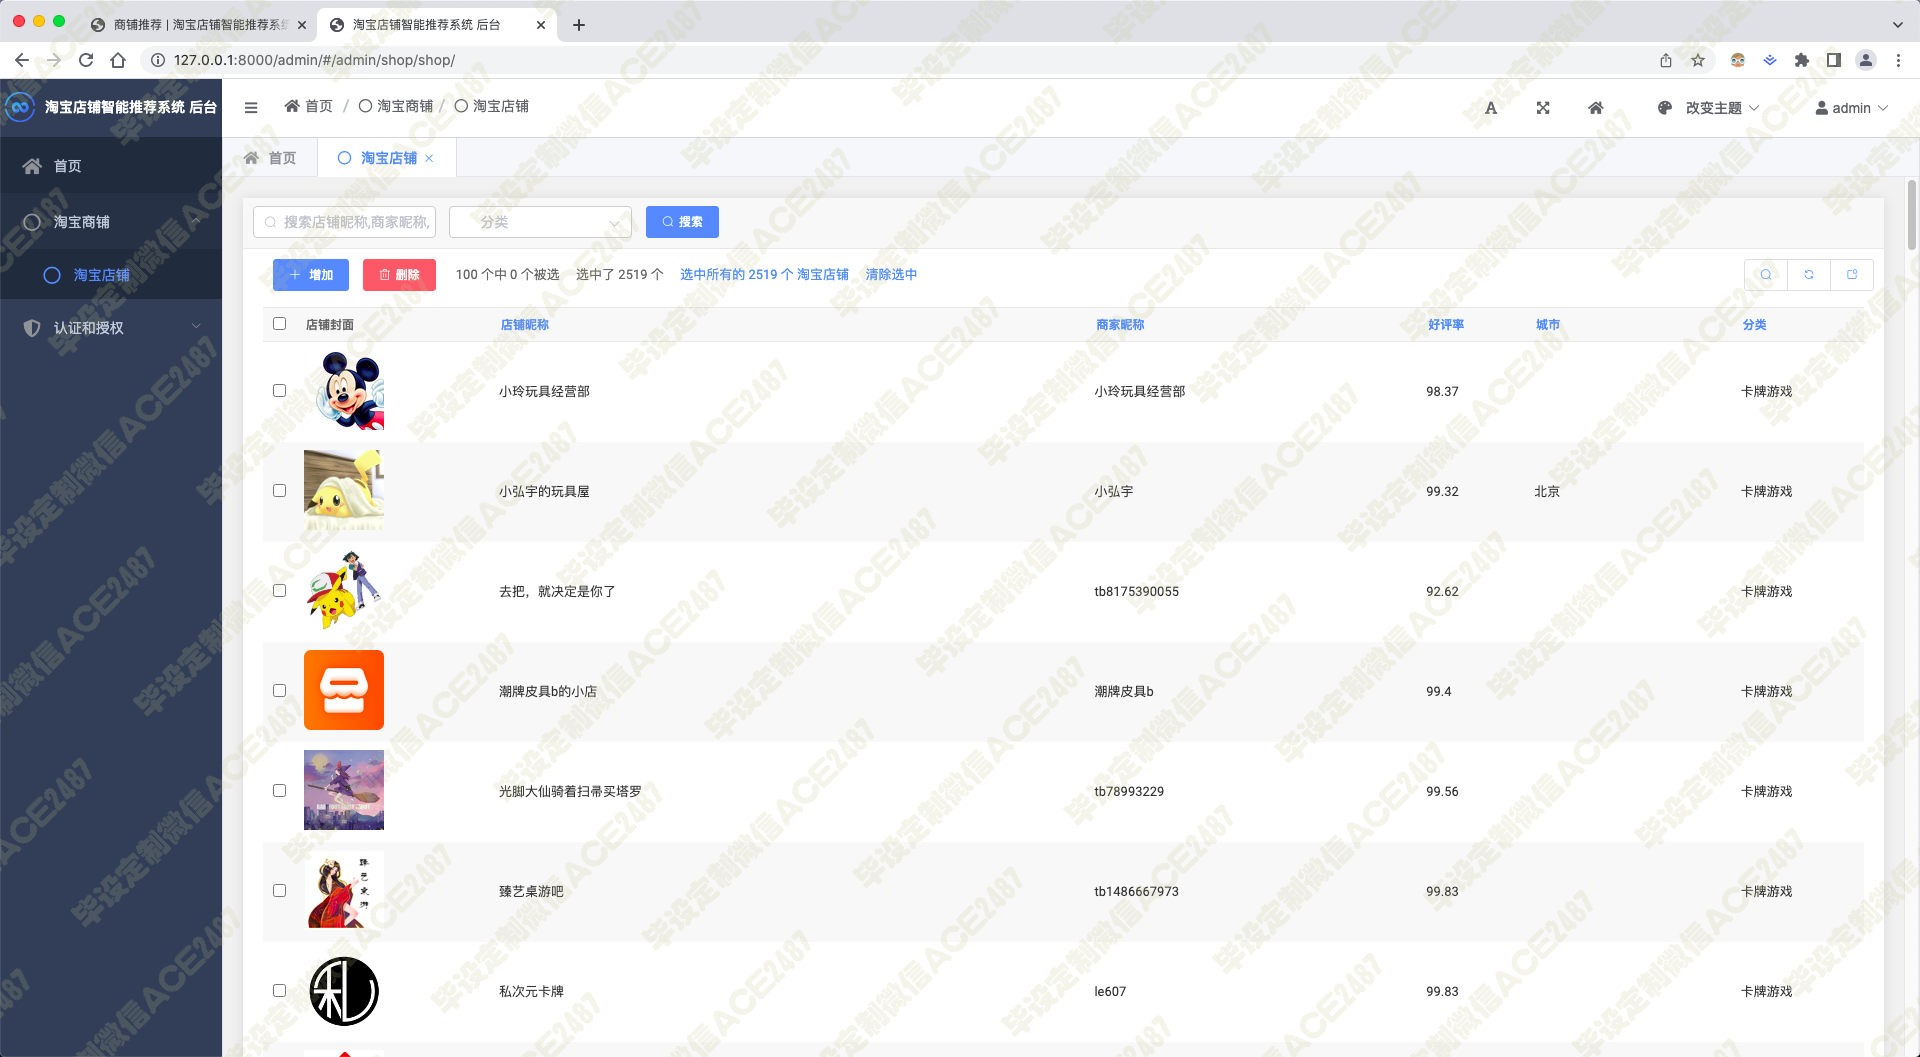 商铺推荐 | 淘宝店铺智能推荐系统
淘宝店铺智能推荐系统 后台
127.0.0.1:8000/admin/#/admin/shop/shop/
淘宝店铺智能推荐系统 后台
首页 / 淘宝商铺 / 淘宝店铺
A
改变主题
admin
首页
淘宝商铺
淘宝店铺
认证和授权
首页
淘宝店铺
搜索店铺昵称,商家昵称,
分类
搜索
增加
删除
100 个中 0 个被选
选中了 2519 个
选中所有的 2519 个 淘宝店铺
清除选中
店铺封面 店铺昵称 商家昵称 好评率 城市 分类
小玲玩具经营部 小玲玩具经营部 98.37 卡牌游戏
小弘宇的玩具屋 小弘宇 99.32 北京 卡牌游戏
去把，就决定是你了 tb8175390055 92.62 卡牌游戏
潮牌皮具b的小店 潮牌皮具b 99.4 卡牌游戏
光脚大仙骑着扫帚买塔罗 tb78993229 99.56 卡牌游戏
臻艺桌游吧 tb1486667973 99.83 卡牌游戏
私次元卡牌 le607 99.83 卡牌游戏
毕设定制微信ACE2487